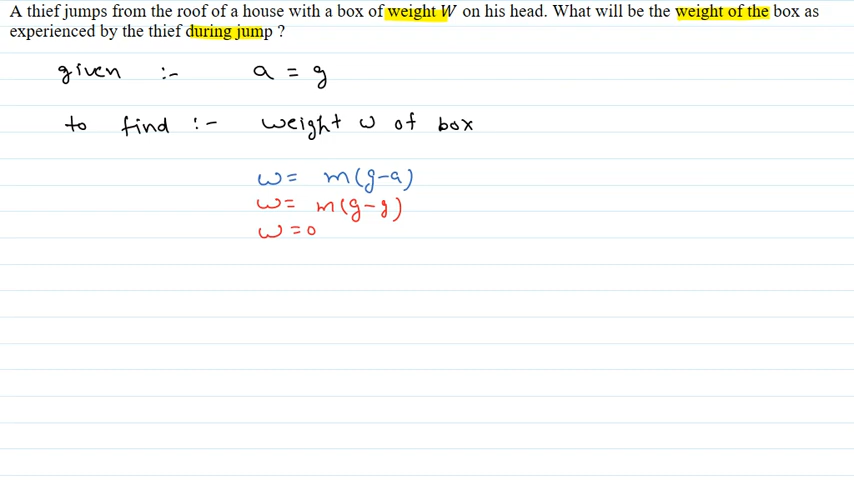 A thief jumps from the roof of a house with a box of weight W on his head. What will be the weight of the box as
experienced by the thief during jump ?
given :- a = g
to find :- weight w of box
w = m(g-a)
w = m(g-g)
w = 0